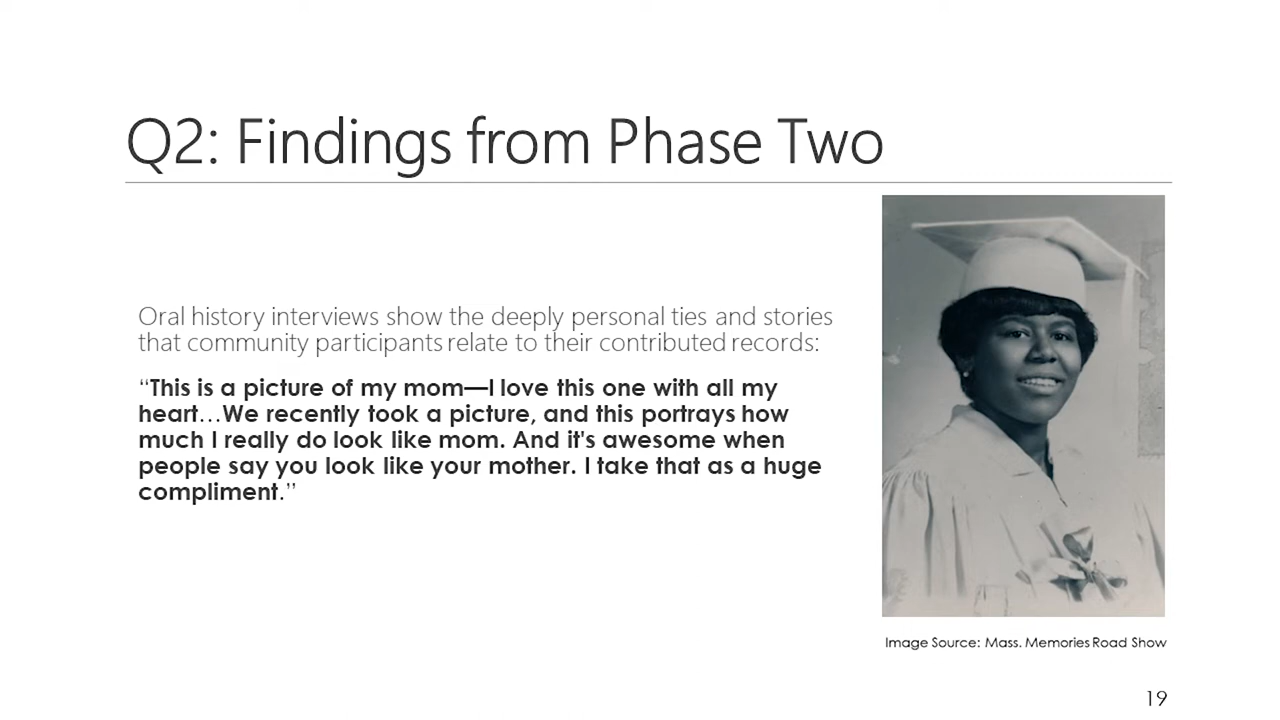 Q2: Findings from Phase Two
Oral history interviews show the deeply personal ties and stories
that community participants relate to their contributed records:
“This is a picture of my mom—I love this one with all my
heart…We recently took a picture, and this portrays how
much I really do look like mom. And it's awesome when
people say you look like your mother. I take that as a huge
compliment.”
Image Source: Mass. Memories Road Show
19